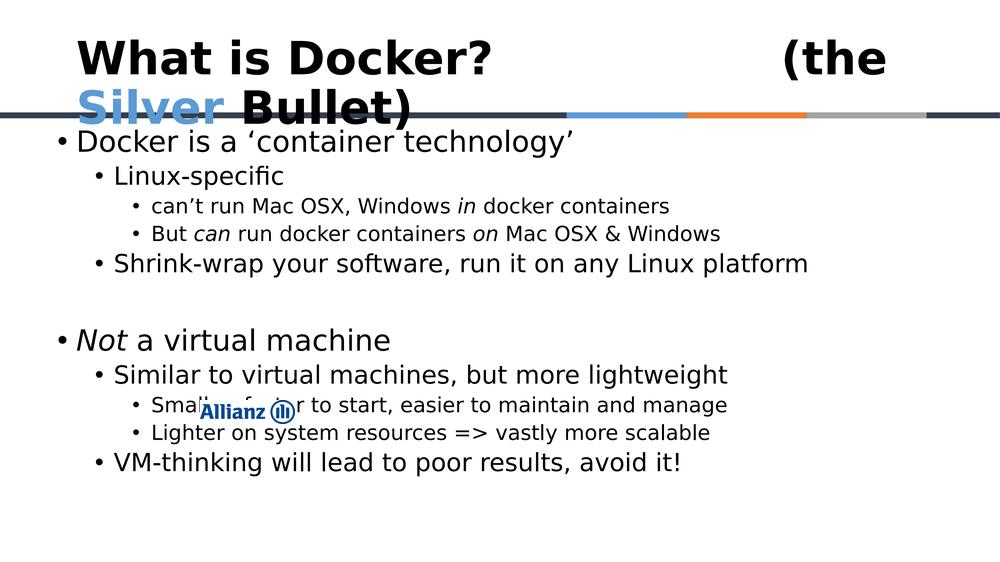 What is Docker? (the
Silver Bullet)
• Docker is a ‘container technology’
• Linux-specific
• can’t run Mac OSX, Windows in docker containers
• But can run docker containers on Mac OSX & Windows
• Shrink-wrap your software, run it on any Linux platform
• Not a virtual machine
• Similar to virtual machines, but more lightweight
• to start, easier to maintain and manage
Allianz
• Lighter on system resources => vastly more scalable
• VM-thinking will lead to poor results, avoid it!